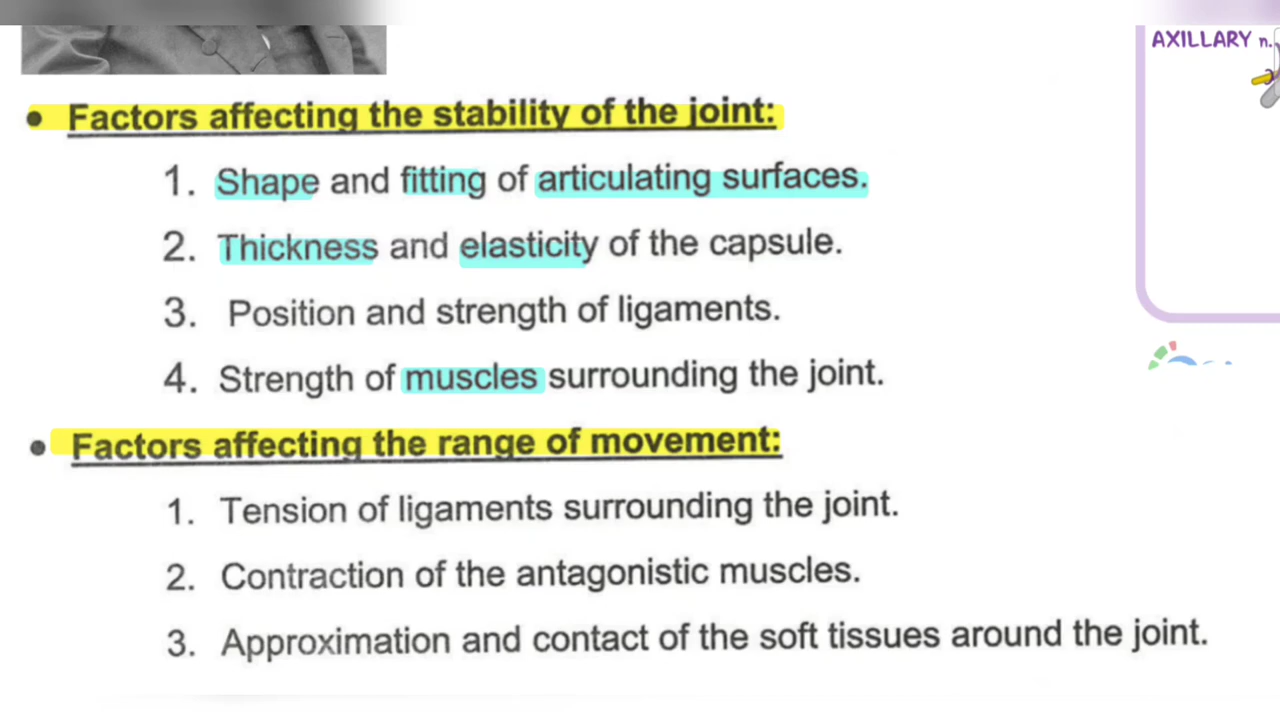 AXILLARY n.
• Factors affecting the stability of the joint:
1. Shape and fitting of articulating surfaces.
2. Thickness and elasticity of the capsule.
3. Position and strength of ligaments.
4. Strength of muscles surrounding the joint.
• Factors affecting the range of movement:
1. Tension of ligaments surrounding the joint.
2. Contraction of the antagonistic muscles.
3. Approximation and contact of the soft tissues around the joint.